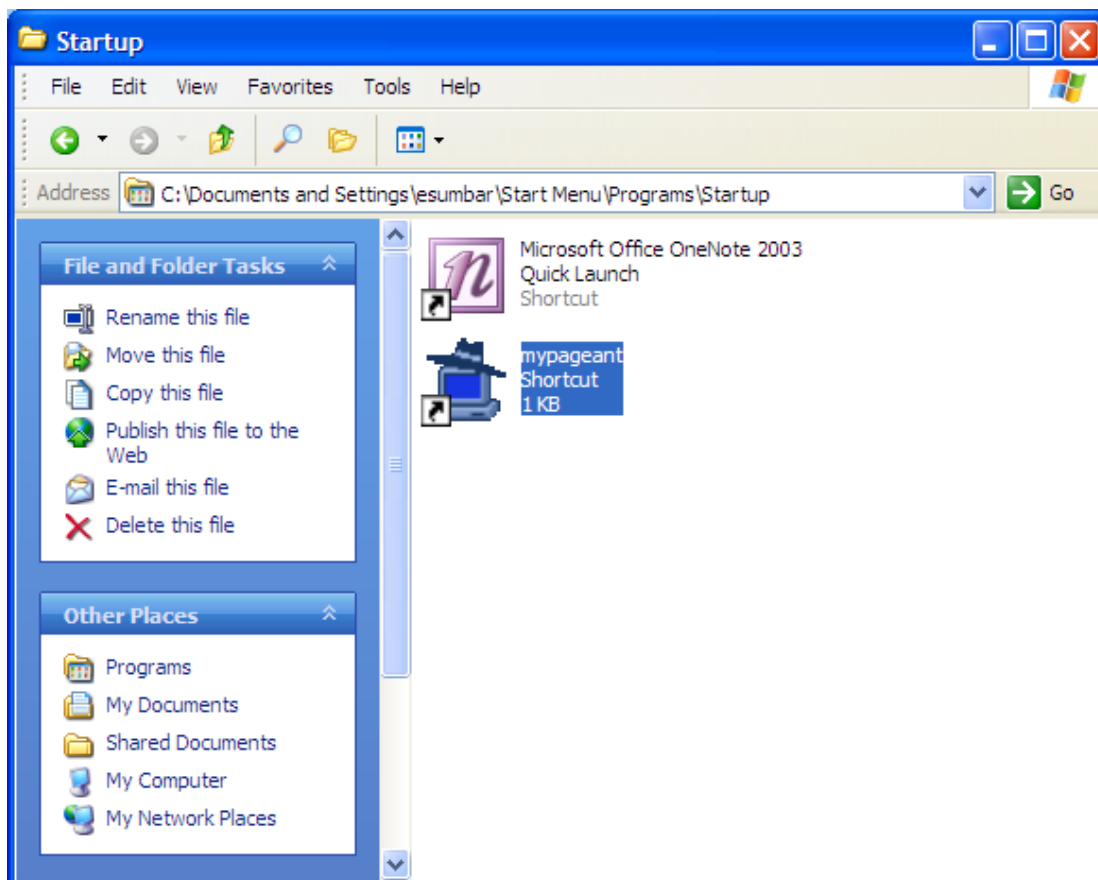 Startup
File Edit View Favorites Tools Help
Address C:\Documents and Settings\esumbar\Start Menu\Programs\Startup Go
File and Folder Tasks
Rename this file
Move this file
Copy this file
Publish this file to the
Web
E-mail this file
Delete this file
Other Places
Programs
My Documents
Shared Documents
My Computer
My Network Places
Microsoft Office OneNote 2003
Quick Launch
Shortcut
mypageant
Shortcut
1 KB